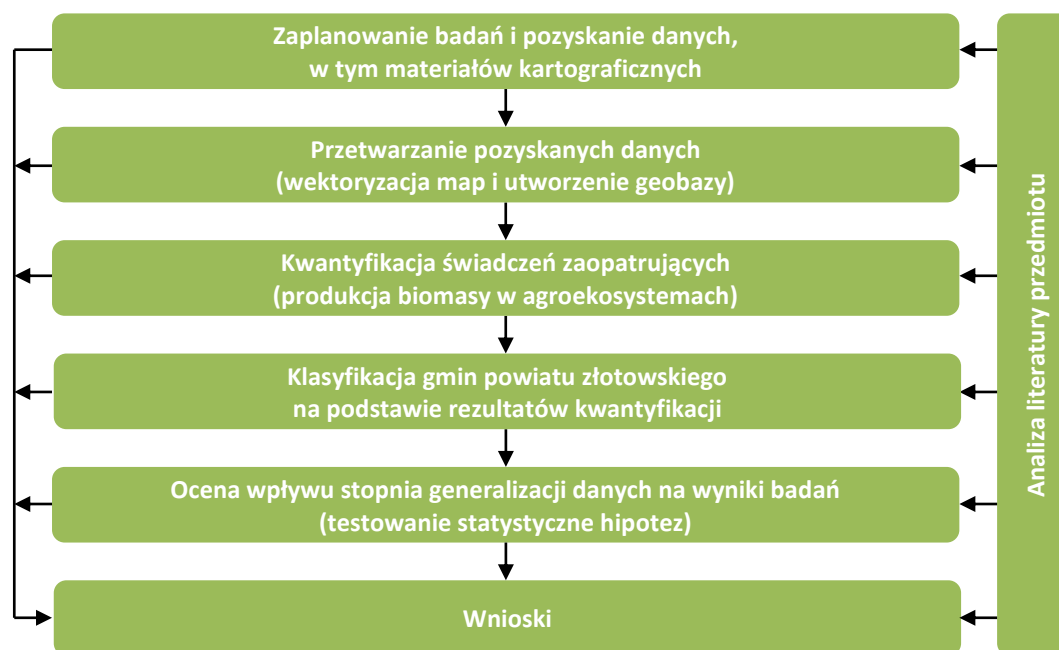 Zaplanowanie badań i pozyskanie danych,
w tym materiałów kartograficznych
Przetwarzanie pozyskanych danych
(wektoryzacja map i utworzenie geobazy)
Kwantyfikacja świadczeń zaopatrujących
(produkcja biomasy w agroekosystemach)
Klasyfikacja gmin powiatu złotowskiego
na podstawie rezultatów kwantyfikacji
Ocena wpływu stopnia generalizacji danych na wyniki badań
(testowanie statystyczne hipotez)
Wnioski
Analiza literatury przedmiotu